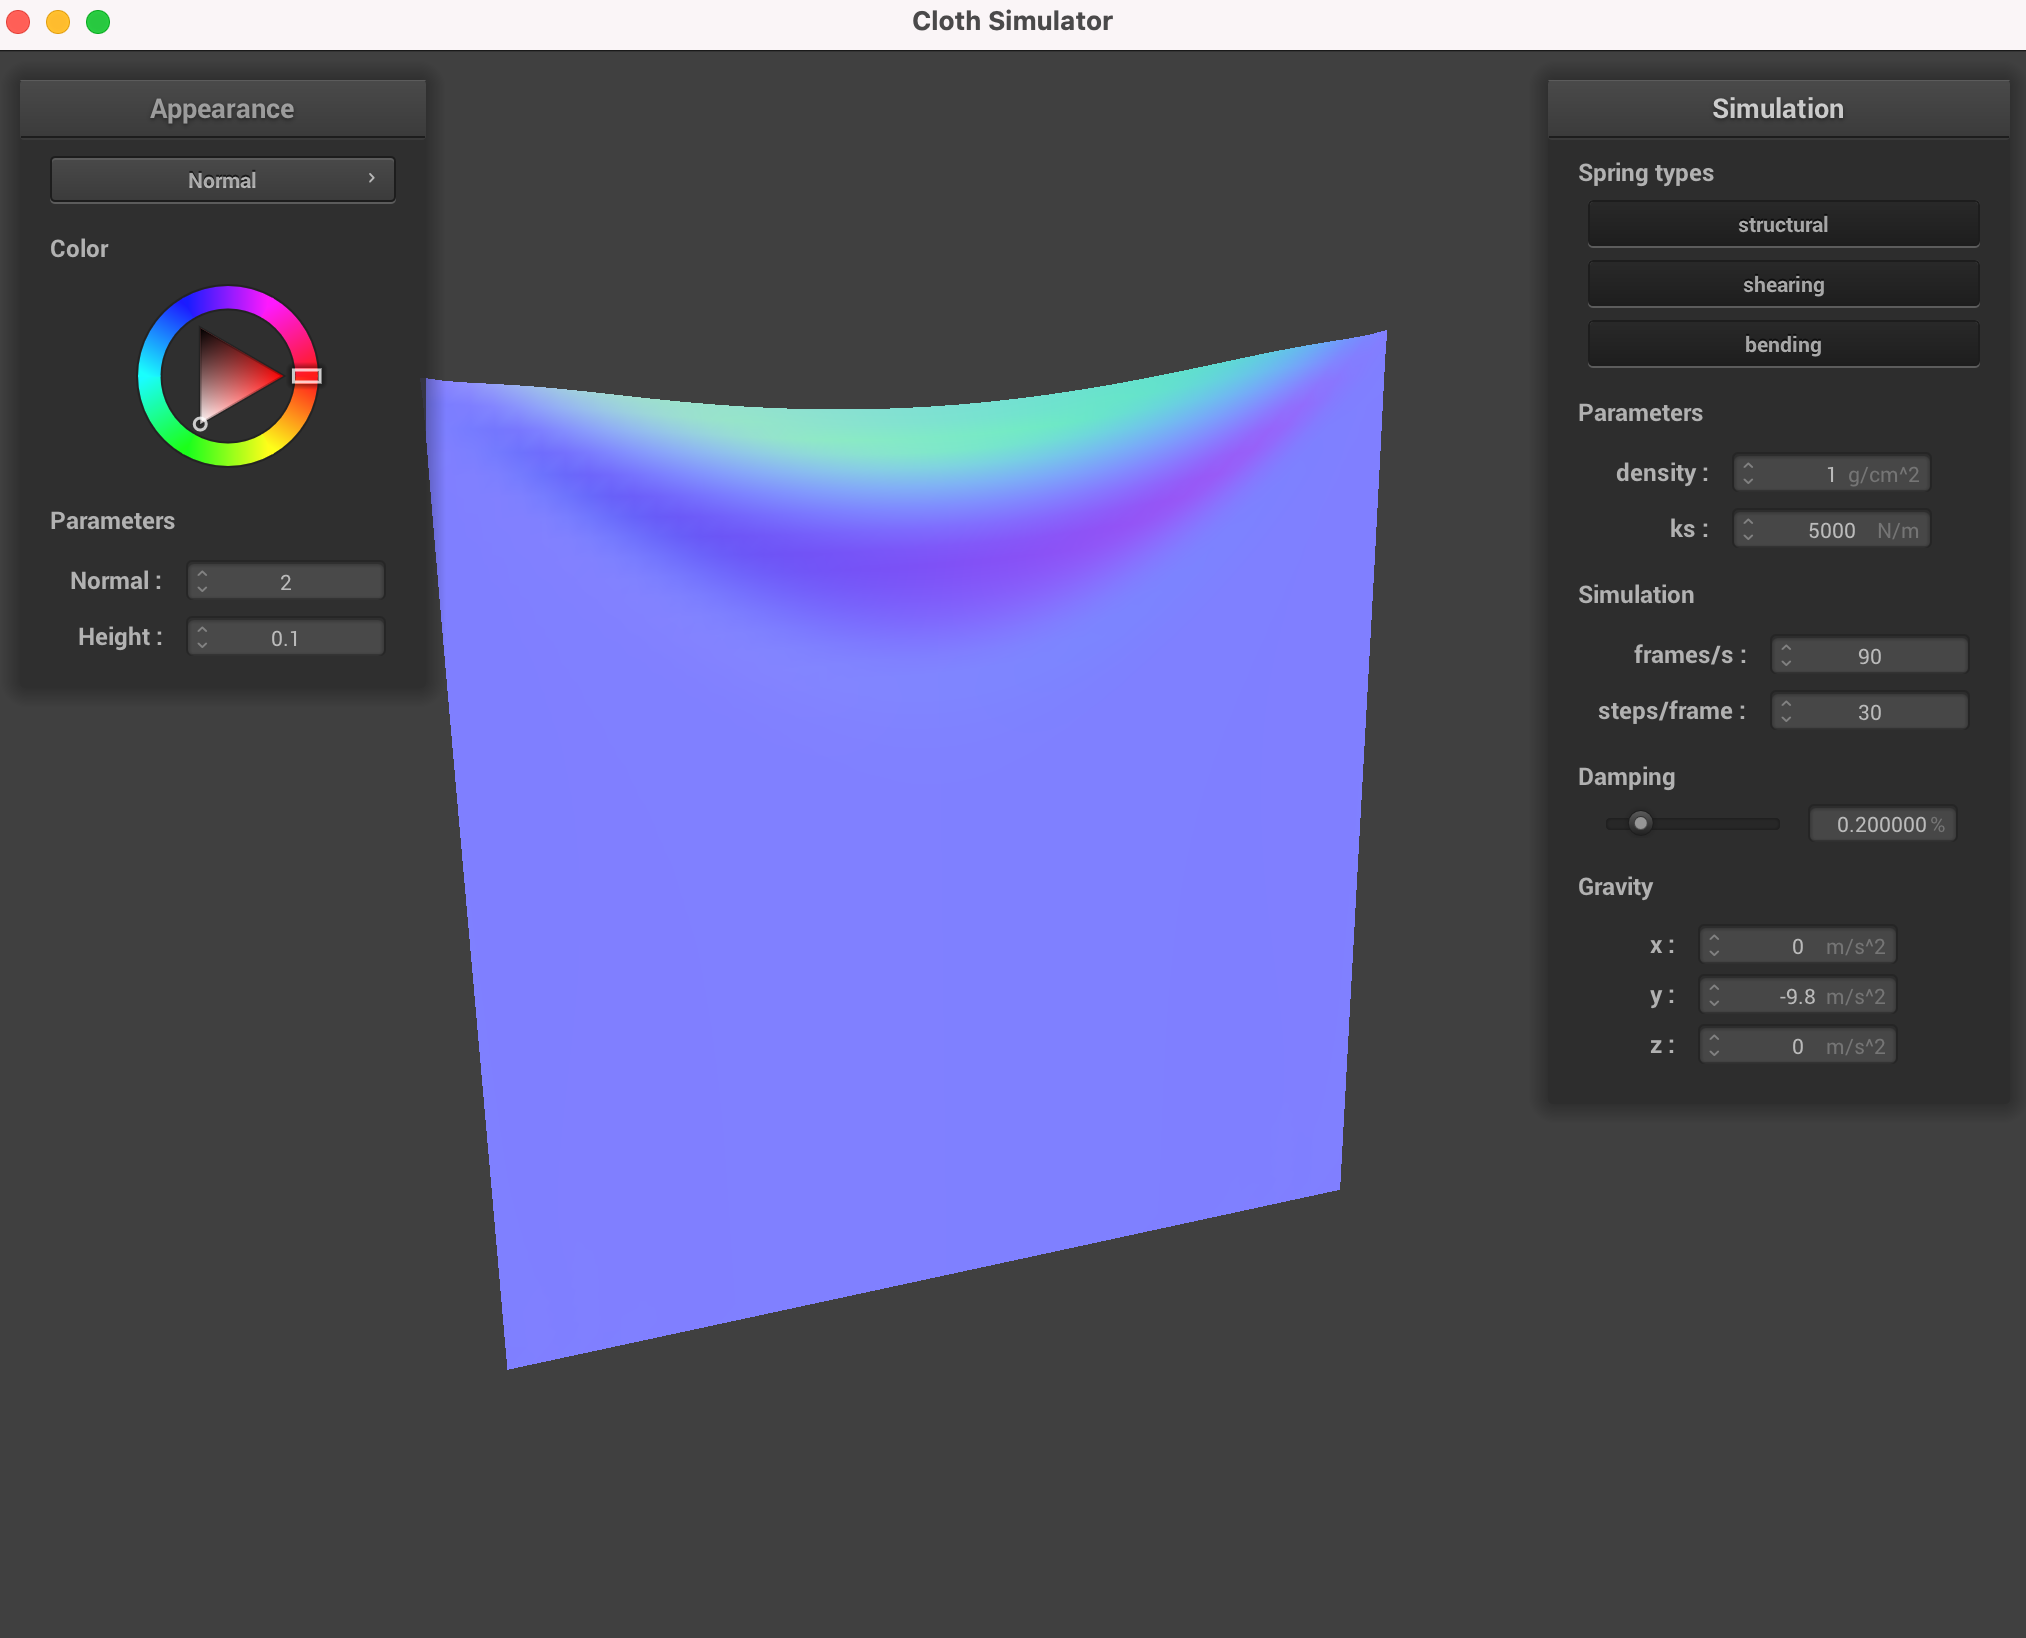 Cloth Simulator
Appearance
Normal
Color
Parameters
Normal : 2
Height : 0.1
Simulation
Spring types
structural
shearing
bending
Parameters
density : 1 g/cm^2
ks : 5000 N/m
Simulation
frames/s : 90
steps/frame : 30
Damping
0.200000 %
Gravity
x : 0 m/s^2
y : -9.8 m/s^2
z : 0 m/s^2